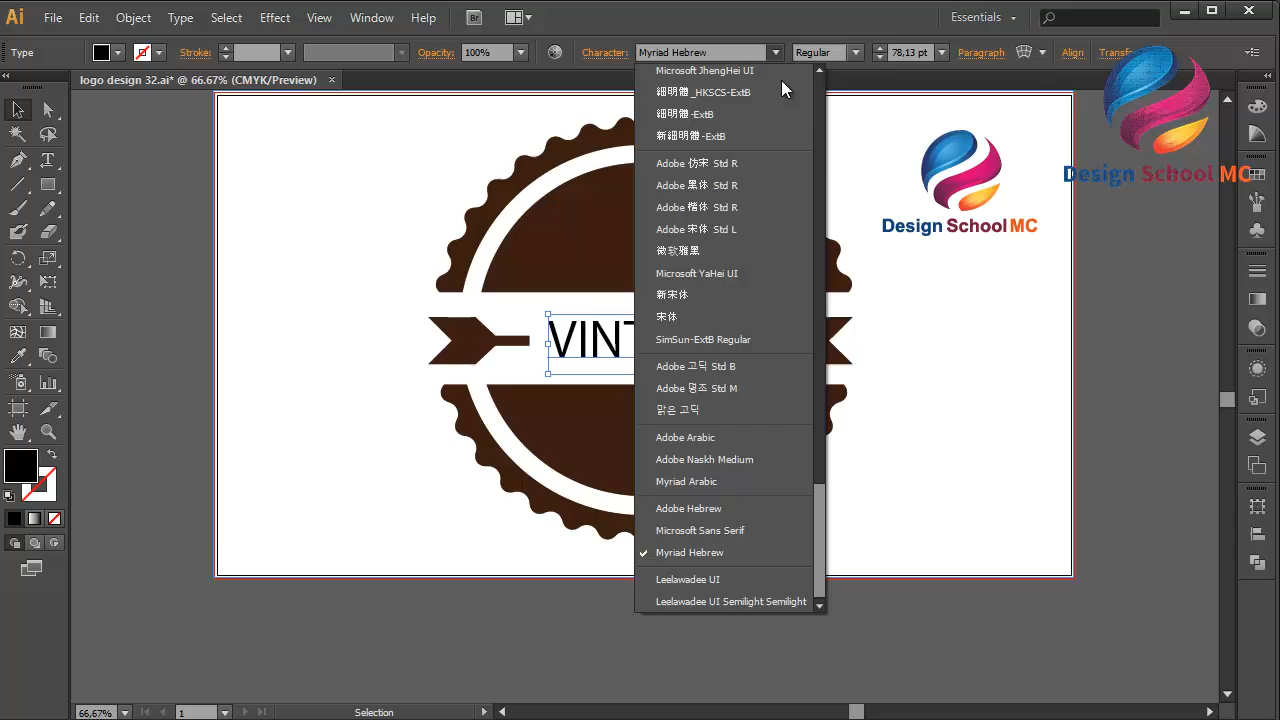 Ai File Edit Object Type Select Effect View Window Help Br Essentials
Type Stroke: Opacity: 100% Character: Myriad Hebrew Regular 78,13 pt Paragraph Align Transf
logo design 32.ai* @ 66.67% (CMYK/Preview)
Microsoft JhengHei UI
細明體_HKSCS-ExtB
細明體-ExtB
新細明體-ExtB
Adobe 仿宋 Std R
Adobe 黑体 Std R
Adobe 楷体 Std R
Adobe 宋体 Std L
微软雅黑
Microsoft YaHei UI
新宋体
宋体
SimSun-ExtB Regular
Adobe 고딕 Std B
Adobe 명조 Std M
맑은 고딕
Adobe Arabic
Adobe Naskh Medium
Myriad Arabic
Adobe Hebrew
Microsoft Sans Serif
Myriad Hebrew
Leelawadee UI
Leelawadee UI Semilight Semilight
VINT
Design School MC
Design School MC
66,67% 1 Selection